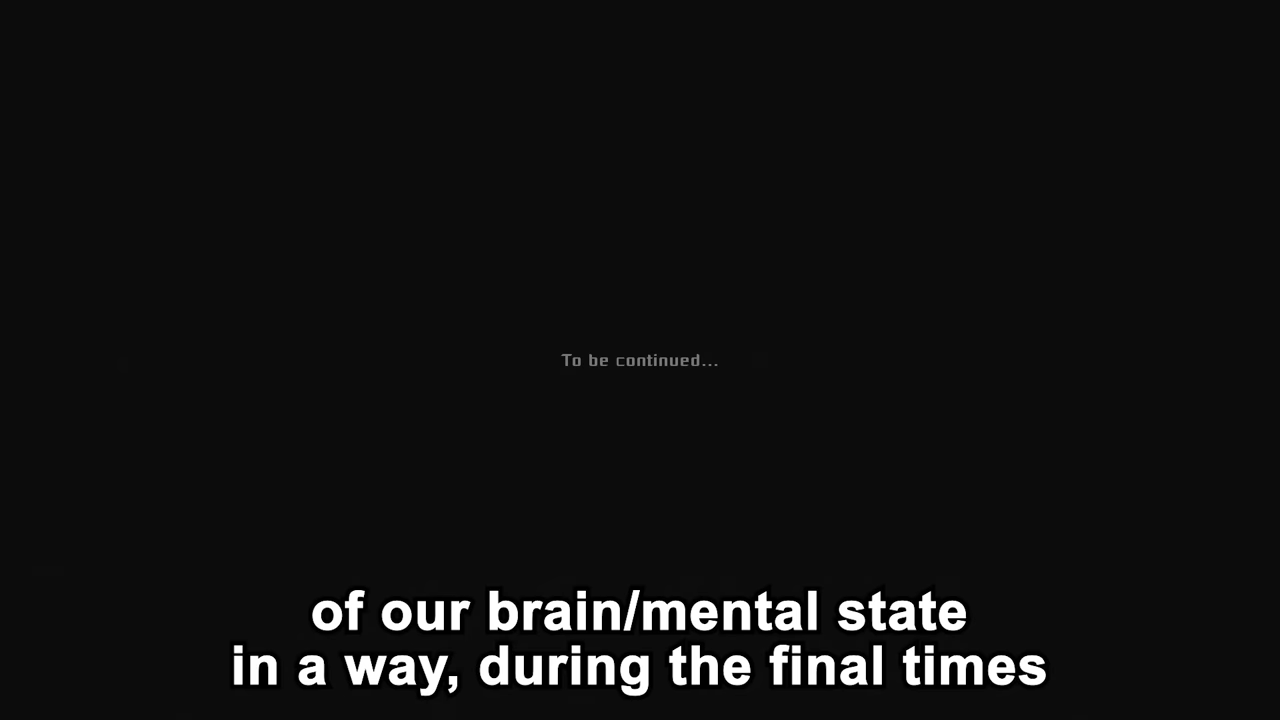 To be continued...
of our brain/mental state
in a way, during the final times